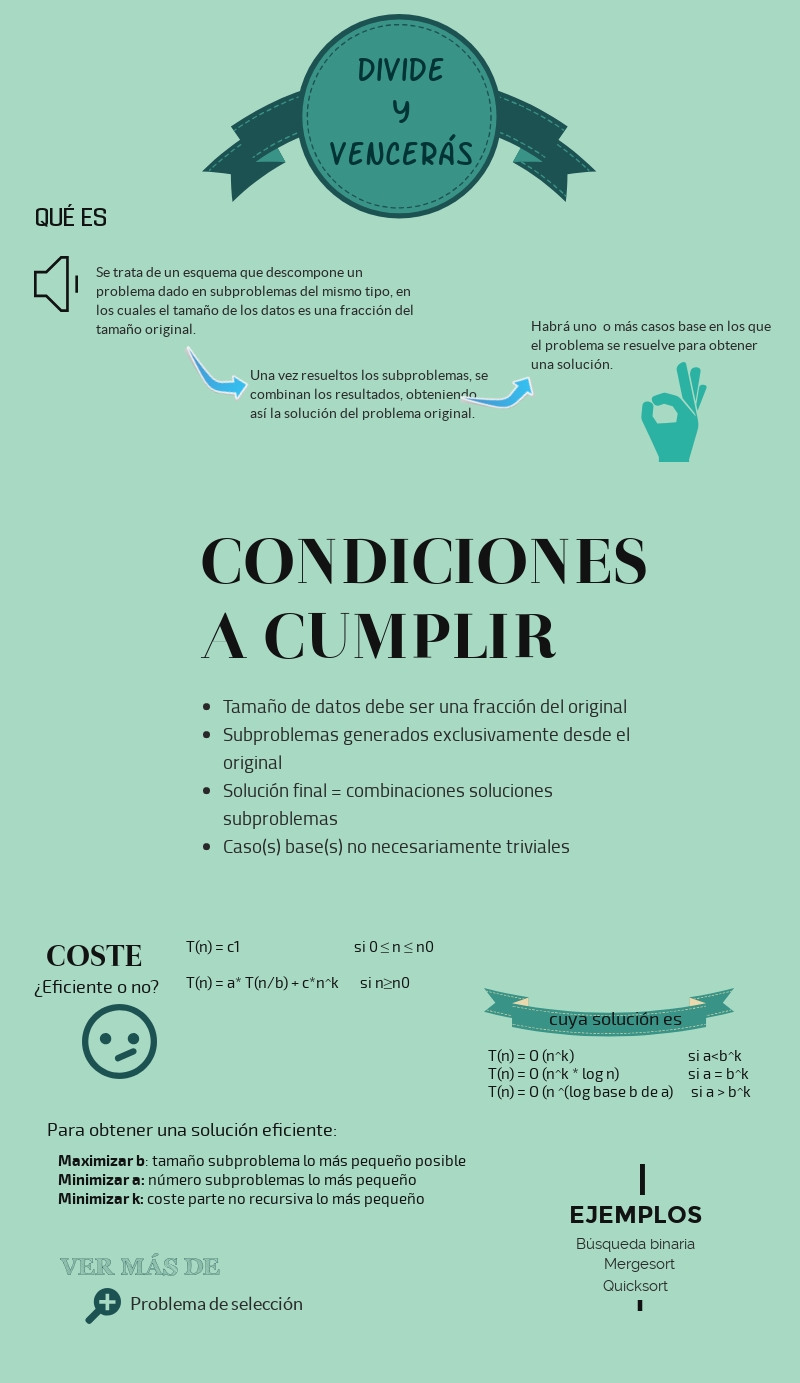 DIVIDE
y
VENCERÁS
QUÉ ES
Se trata de un esquema que descompone un
problema dado en subproblemas del mismo tipo, en
los cuales el tamaño de los datos es una fracción del
tamaño original.
Una vez resueltos los subproblemas, se
combinan los resultados, obteniendo
así la solución del problema original.
Habrá uno  o más casos base en los que
el problema se resuelve para obtener
una solución.
CONDICIONES
A CUMPLIR
• Tamaño de datos debe ser una fracción del original
• Subproblemas generados exclusivamente desde el
original
• Solución final = combinaciones soluciones
subproblemas
• Caso(s) base(s) no necesariamente triviales
COSTE
¿Eficiente o no?
T(n) = c1 si 0 ≤ n ≤ n0
T(n) = a* T(n/b) + c*n^k si n≥n0
cuya solución es
T(n) = O (n^k) si a<b^k
T(n) = O (n^k * log n) si a = b^k
T(n) = O (n ^(log base b de a) si a > b^k
Para obtener una solución eficiente:
Maximizar b: tamaño subproblema lo más pequeño posible
Minimizar a: número subproblemas lo más pequeño
Minimizar k: coste parte no recursiva lo más pequeño
EJEMPLOS
Búsqueda binaria
Mergesort
Quicksort
VER MÁS DE
Problema de selección